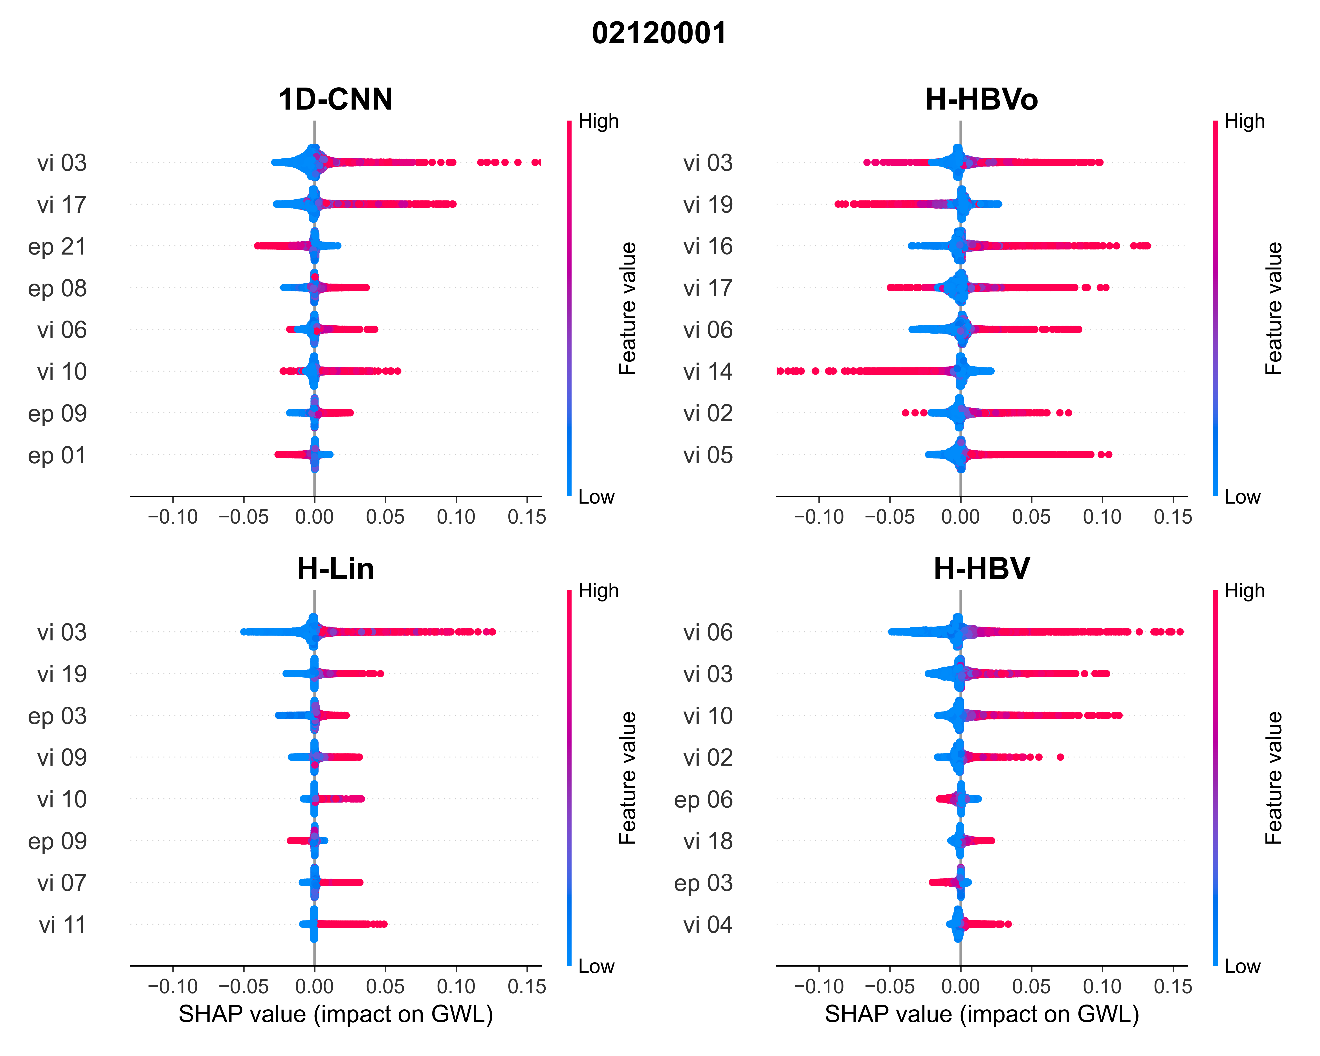 02120001
1D-CNN
High
vi 03
vi 17
ep 21
ep 08
vi 06
vi 10
ep 09
ep 01
Feature value
Low
−0.10 −0.05 0.00 0.05 0.10 0.15
H-HBVo
High
vi 03
vi 19
vi 16
vi 17
vi 06
vi 14
vi 02
vi 05
Feature value
Low
−0.10 −0.05 0.00 0.05 0.10 0.15
H-Lin
High
vi 03
vi 19
ep 03
vi 09
vi 10
ep 09
vi 07
vi 11
Feature value
Low
−0.10 −0.05 0.00 0.05 0.10 0.15
SHAP value (impact on GWL)
H-HBV
High
vi 06
vi 03
vi 10
vi 02
ep 06
vi 18
ep 03
vi 04
Feature value
Low
−0.10 −0.05 0.00 0.05 0.10 0.15
SHAP value (impact on GWL)